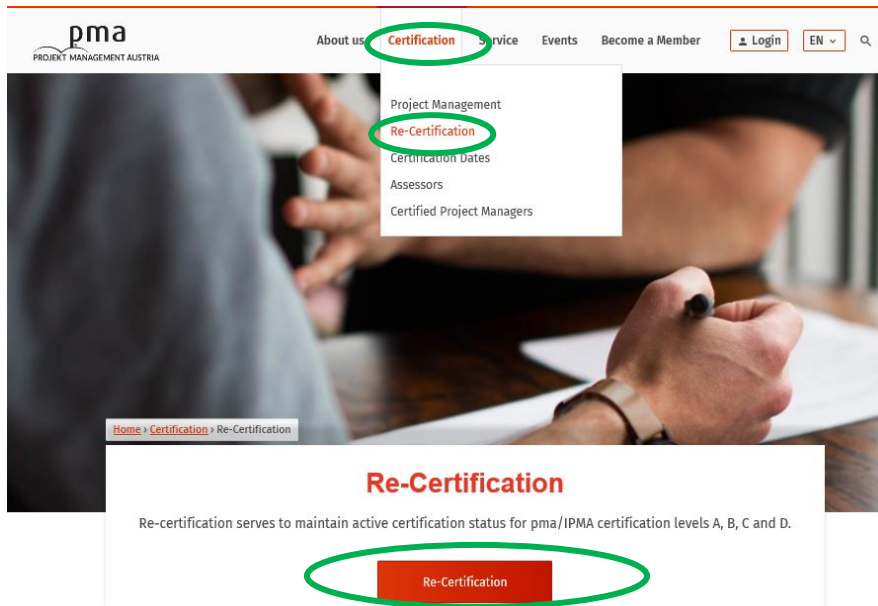 pma
PROJEKT MANAGEMENT AUSTRIA
About us Certification Service Events Become a Member Login EN
Project Management
Re-Certification
Certification Dates
Assessors
Certified Project Managers
Home › Certification › Re-Certification
Re-Certification
Re-certification serves to maintain active certification status for pma/IPMA certification levels A, B, C and D.
Re-Certification